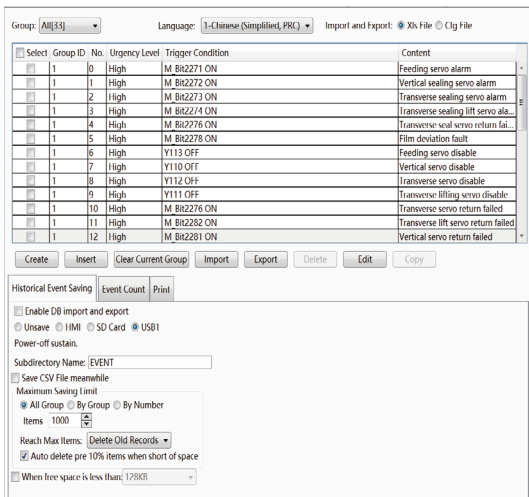 Group: All[33] Language: 1-Chinese (Simplified, PRC) Import and Export: Xls File Cfg File
Select Group ID No. Urgency Level Trigger Condition Content
1 0 High M_Bit2271 ON Feeding servo alarm
1 1 High M_Bit2272 ON Vertical sealing servo alarm
1 2 High M_Bit2273 ON Transverse sealing servo alarm
1 3 High M_Bit2274 ON Transverse sealing lift servo ala...
1 4 High M_Bit2276 ON Transverse seal servo return fai...
1 5 High M_Bit2278 ON Film deviation fault
1 6 High Y113 OFF Feeding servo disable
1 7 High Y110 OFF Vertical servo disable
1 8 High Y112 OFF Transverse servo disable
1 9 High Y111 OFF Transverse lifting servo disable
1 10 High M_Bit2276 ON Transverse servo return failed
1 11 High M_Bit2282 ON Transverse lift servo return failed
1 12 High M_Bit2281 ON Vertical servo return failed
Create Insert Clear Current Group Import Export Delete Edit Copy
Historical Event Saving Event Count Print
Enable DB import and export
Unsave HMI SD Card USB1
Power-off sustain.
Subdirectory Name: EVENT
Save CSV File meanwhile
Maximum Saving Limit
All Group By Group By Number
Items 1000
Reach Max Items: Delete Old Records
Auto delete pre 10% items when short of space
When free space is less than: 128KB